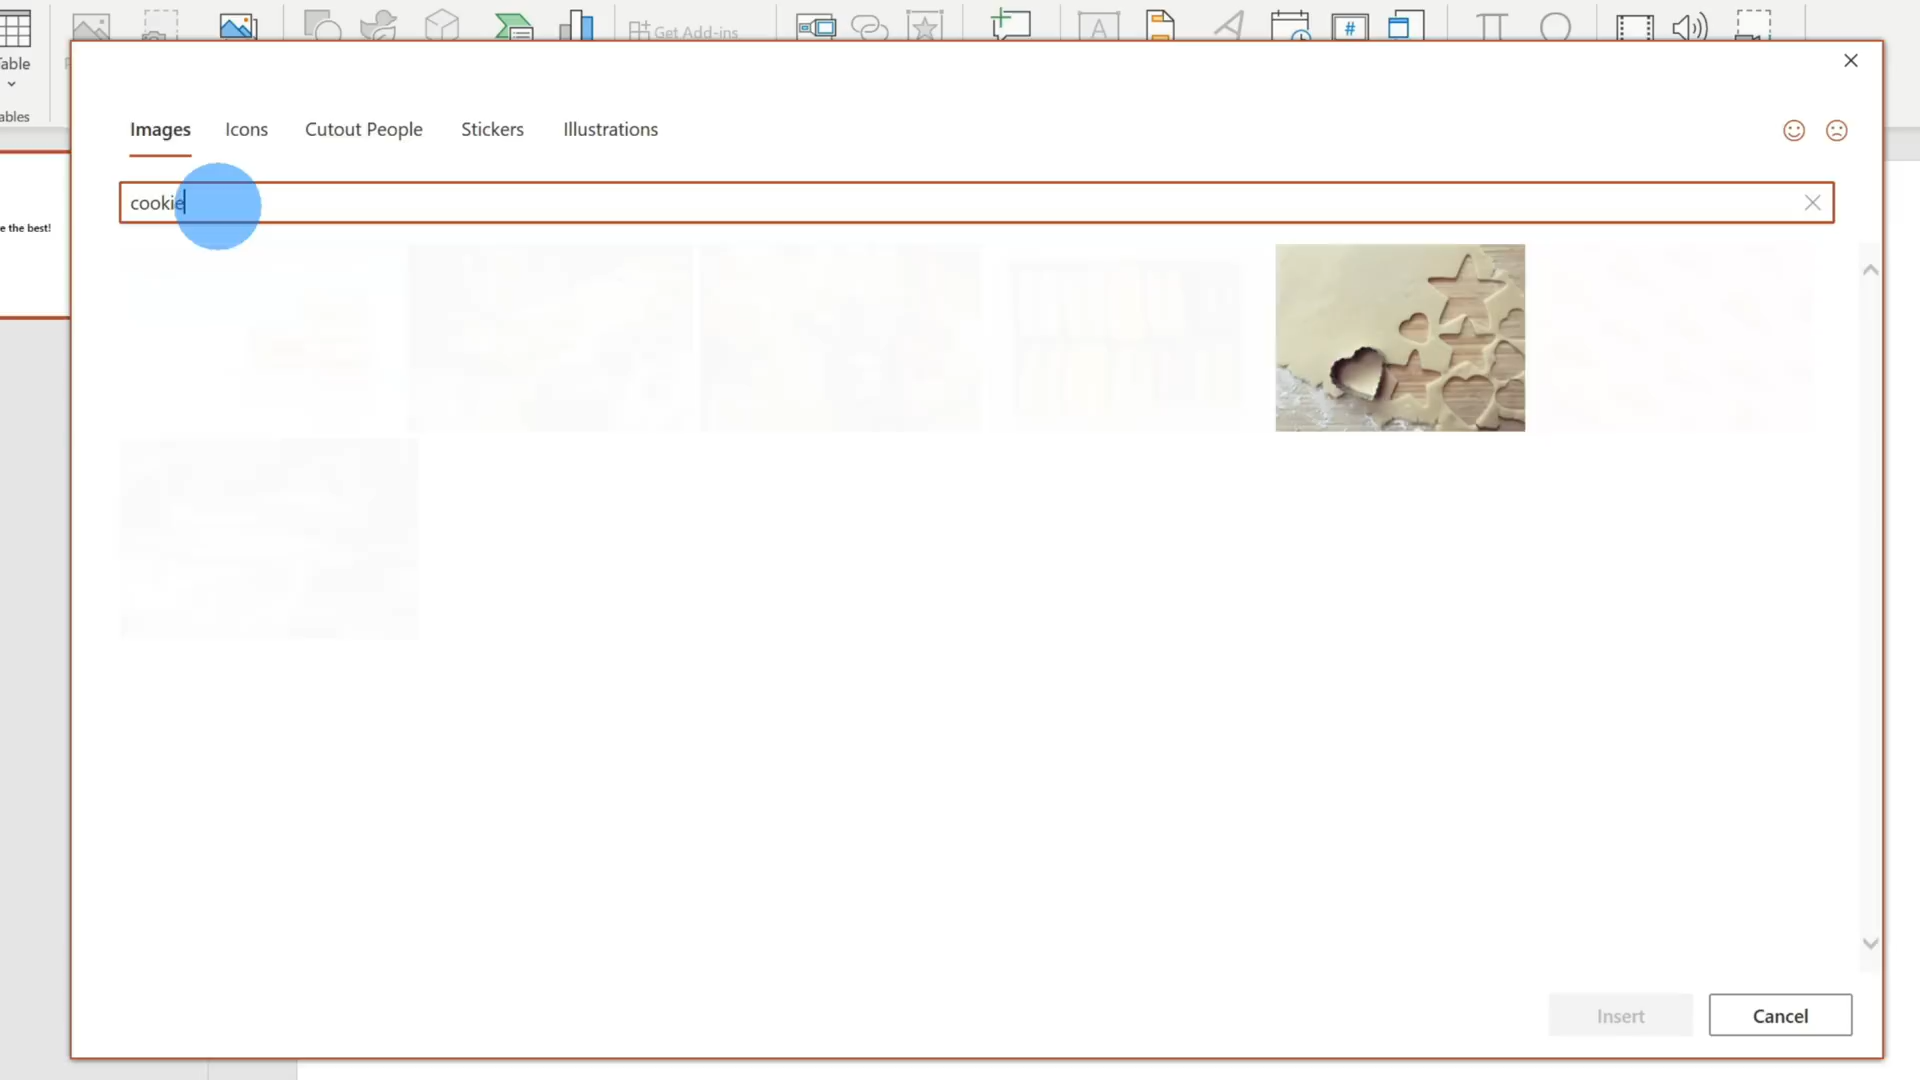 Get Add-ins
#
A
able
ables
Images
Icons
Cutout People
Stickers
Illustrations
cookie
e the best!
Insert
Cancel